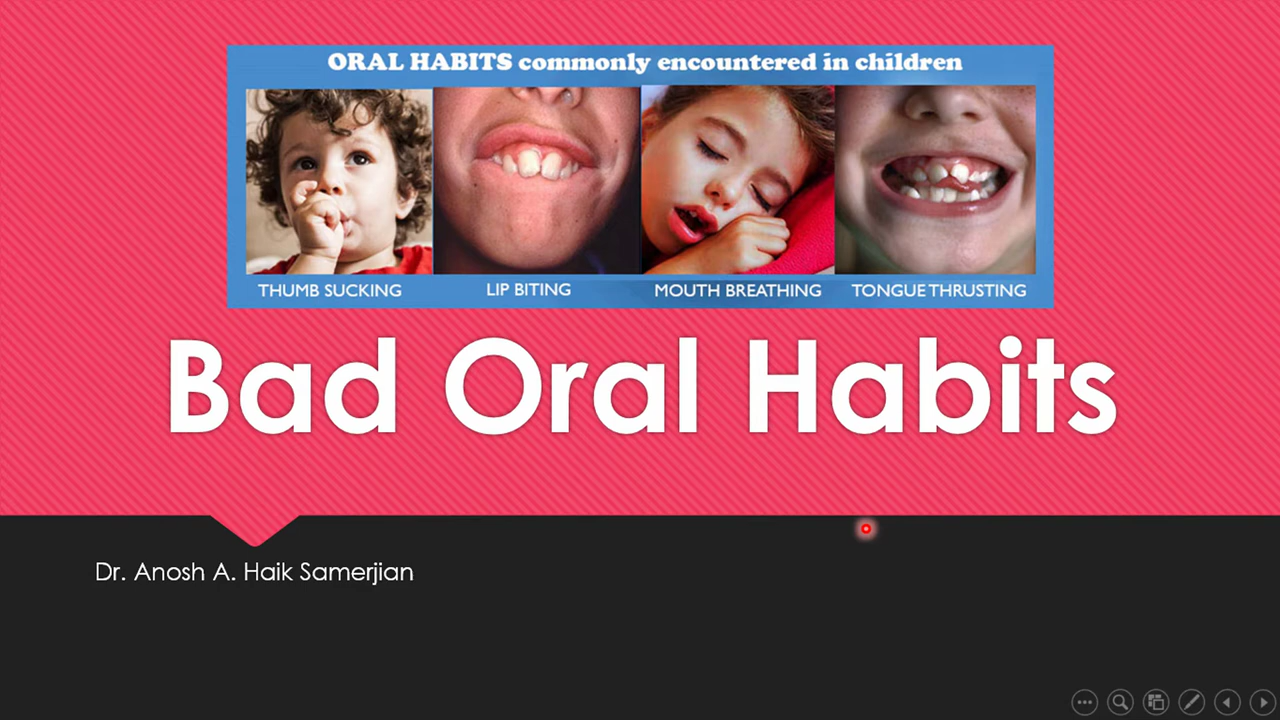 ORAL HABITS commonly encountered in children
THUMB SUCKING
LIP BITING
MOUTH BREATHING
TONGUE THRUSTING
Bad Oral Habits
Dr. Anosh A. Haik Samerjian